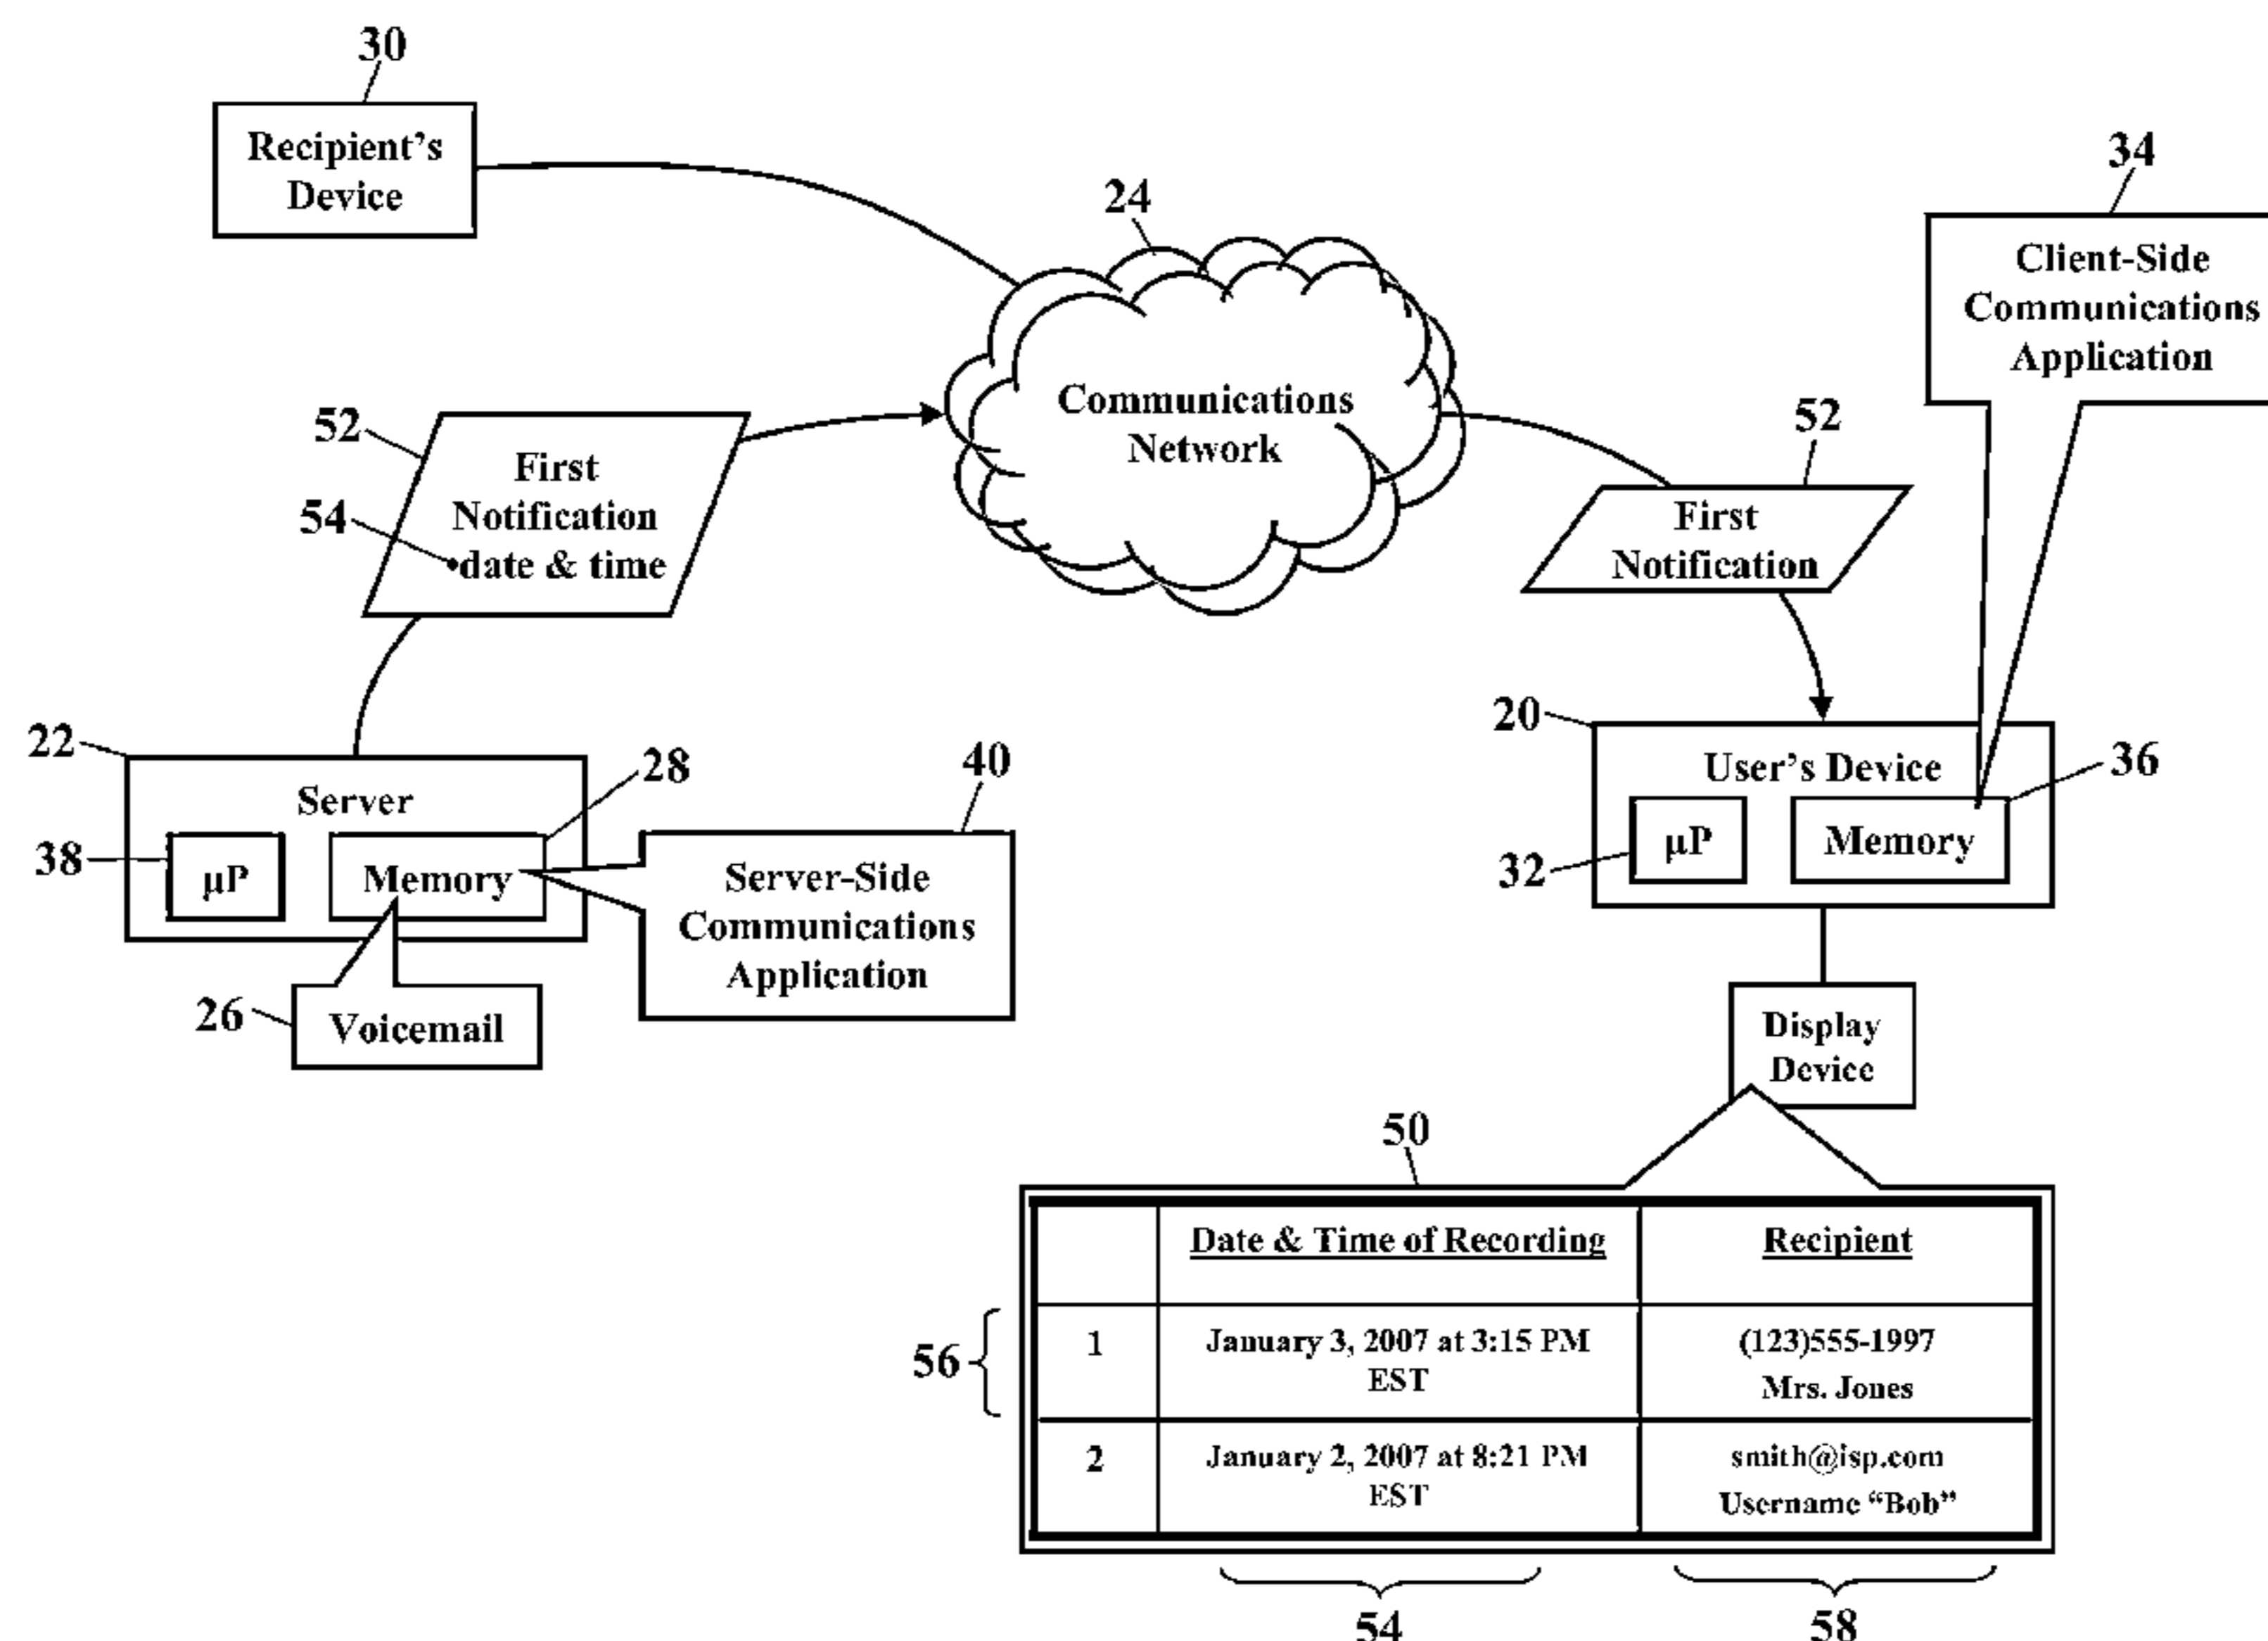 30
Recipient's
Device
34
Client-Side
Communications
Application
24
Communications
Network
52
First
Notification
54
•date & time
52
First
Notification
22
Server
38
µP
28
Memory
40
Server-Side
Communications
Application
26
Voicemail
20
User's Device
36
32
µP
Memory
Display
Device
50
Date & Time of Recording
Recipient
56
1
January 3, 2007 at 3:15 PM
EST
(123)555-1997
Mrs. Jones
2
January 2, 2007 at 8:21 PM
EST
smith@isp.com
Username “Bob”
54
58